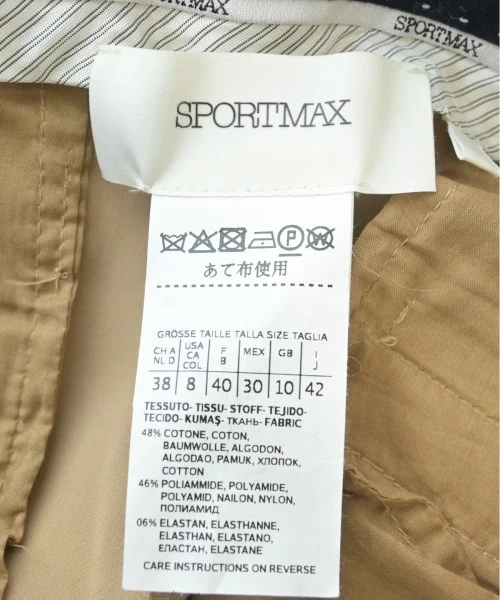 SPORTMAX
SPORTMAX
SPORTMAX
P W
あて布使用
GRÖSSE TAILLE TALLA SIZE TAGLIA
CH A NL D USA CA COL F B MEX GB I J
38 8 40 30 10 42
TESSUTO- TISSU- STOFF- TEJIDO-
TECIDO- KUMAŞ- ТКАНЬ- FABRIC
48% COTONE, COTON,
BAUMWOLLE, ALGODON,
ALGODAO, PAMUK, ХЛОПОК,
COTTON
46% POLIAMMIDE, POLYAMIDE,
POLYAMID, NAILON, NYLON,
ПОЛИАМИД
06% ELASTAN, ELASTHANNE,
ELASTHAN, ELASTANO,
ЕЛАСТАН, ELASTANE
CARE INSTRUCTIONS ON REVERSE